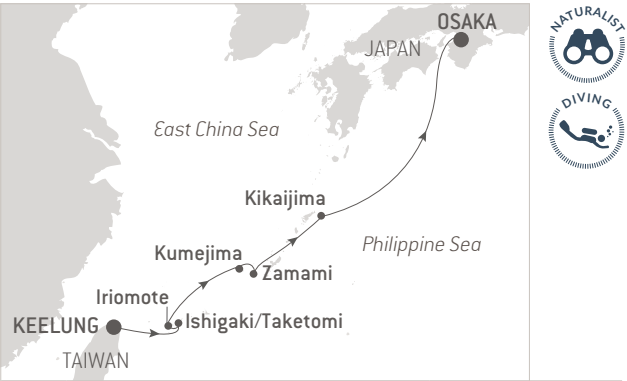 OSAKA
JAPAN
East China Sea
Kikaijima
Philippine Sea
Kumejima
Zamami
Iriomote
Ishigaki/Taketomi
KEELUNG
TAIWAN
NATURALIST
DIVING